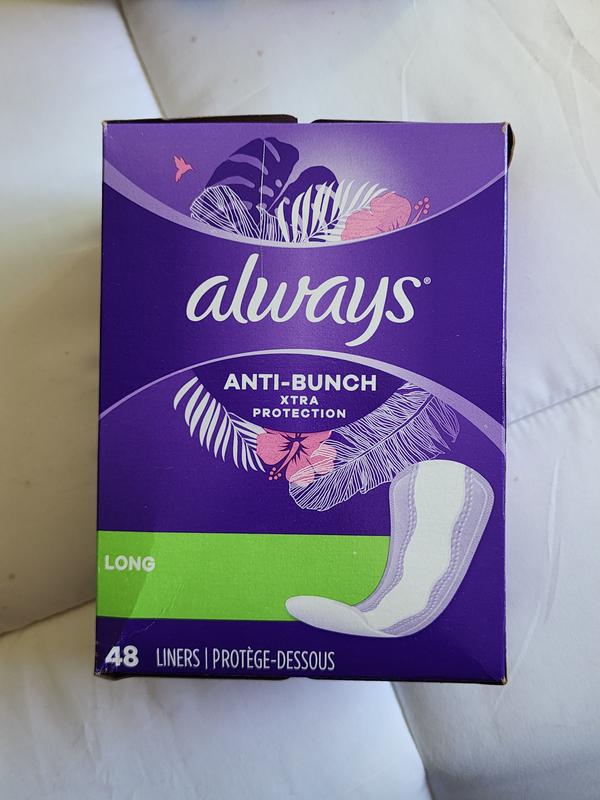 always®
ANTI-BUNCH
XTRA
PROTECTION
LONG
48 LINERS | PROTÈGE-DESSOUS